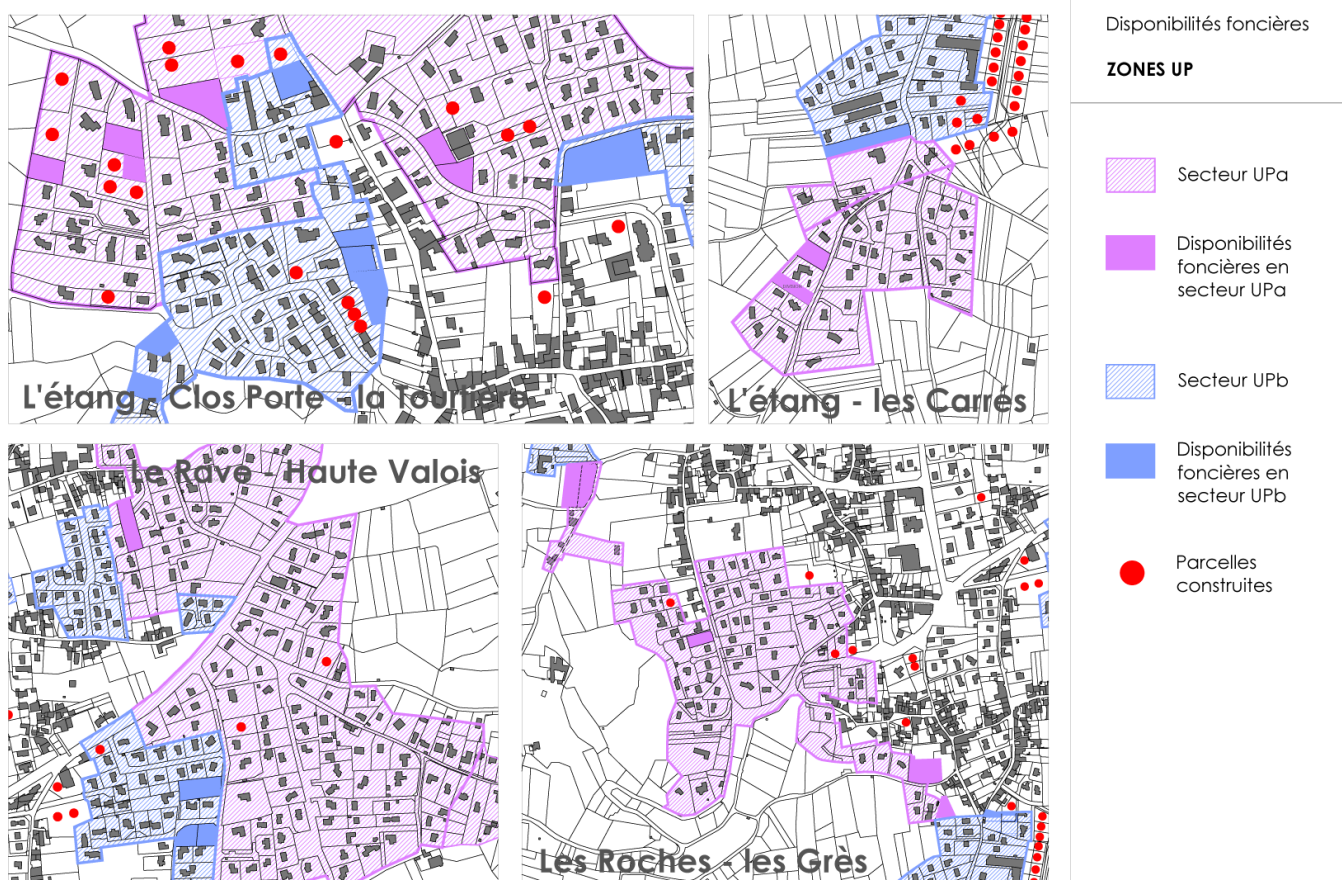 Disponibilités foncières
ZONES UP
L'étang - Clos Porte - la Tourtière
L'étang - les Carrés
Le Rave - Haute Valois
Les Roches - les Grès
Secteur UPa
Disponibilités
foncières en
secteur UPa
Secteur UPb
Disponibilités
foncières en
secteur UPb
Parcelles
construites